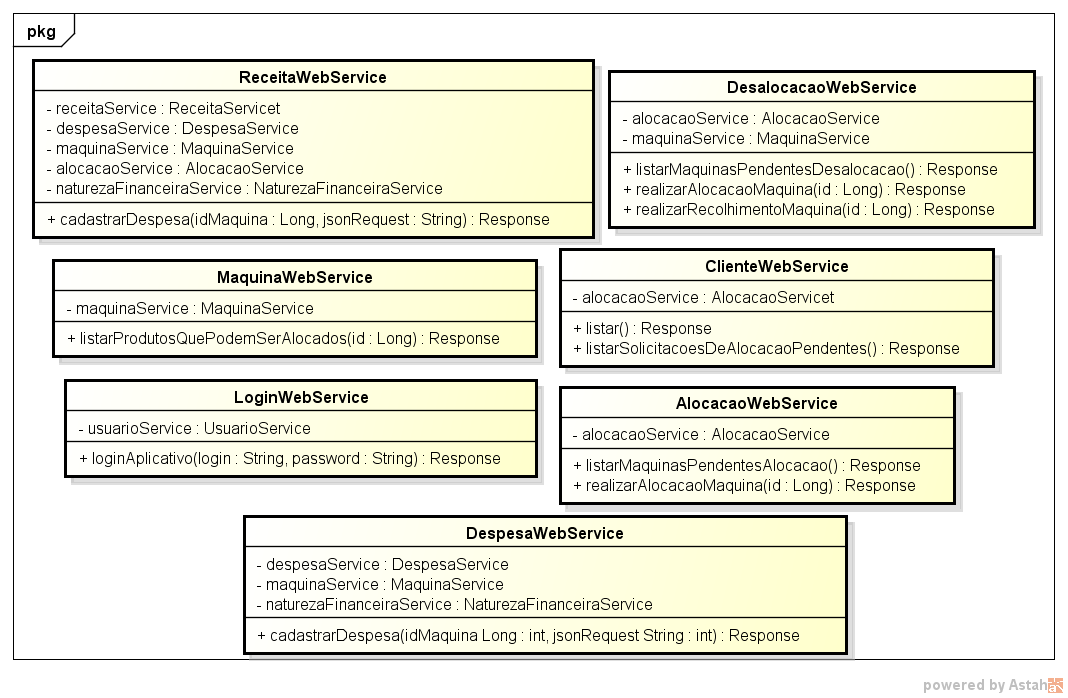 pkg
ReceitaWebService
- receitaService : ReceitaServicet
- despesaService : DespesaService
- maquinaService : MaquinaService
- alocacaoService : AlocacaoService
- naturezaFinanceiraService : NaturezaFinanceiraService
+ cadastrarDespesa(idMaquina : Long, jsonRequest : String) : Response
DesalocacaoWebService
- alocacaoService : AlocacaoService
- maquinaService : MaquinaService
+ listarMaquinasPendentesDesalocacao() : Response
+ realizarAlocacaoMaquina(id : Long) : Response
+ realizarRecolhimentoMaquina(id : Long) : Response
MaquinaWebService
- maquinaService : MaquinaService
+ listarProdutosQuePodemSerAlocados(id : Long) : Response
ClienteWebService
- alocacaoService : AlocacaoServicet
+ listar() : Response
+ listarSolicitacoesDeAlocacaoPendentes() : Response
LoginWebService
- usuarioService : UsuarioService
+ loginAplicativo(login : String, password : String) : Response
AlocacaoWebService
- alocacaoService : AlocacaoService
+ listarMaquinasPendentesAlocacao() : Response
+ realizarAlocacaoMaquina(id : Long) : Response
DespesaWebService
- despesaService : DespesaService
- maquinaService : MaquinaService
- naturezaFinanceiraService : NaturezaFinanceiraService
+ cadastrarDespesa(idMaquina Long : int, jsonRequest String : int) : Response
powered by Astah